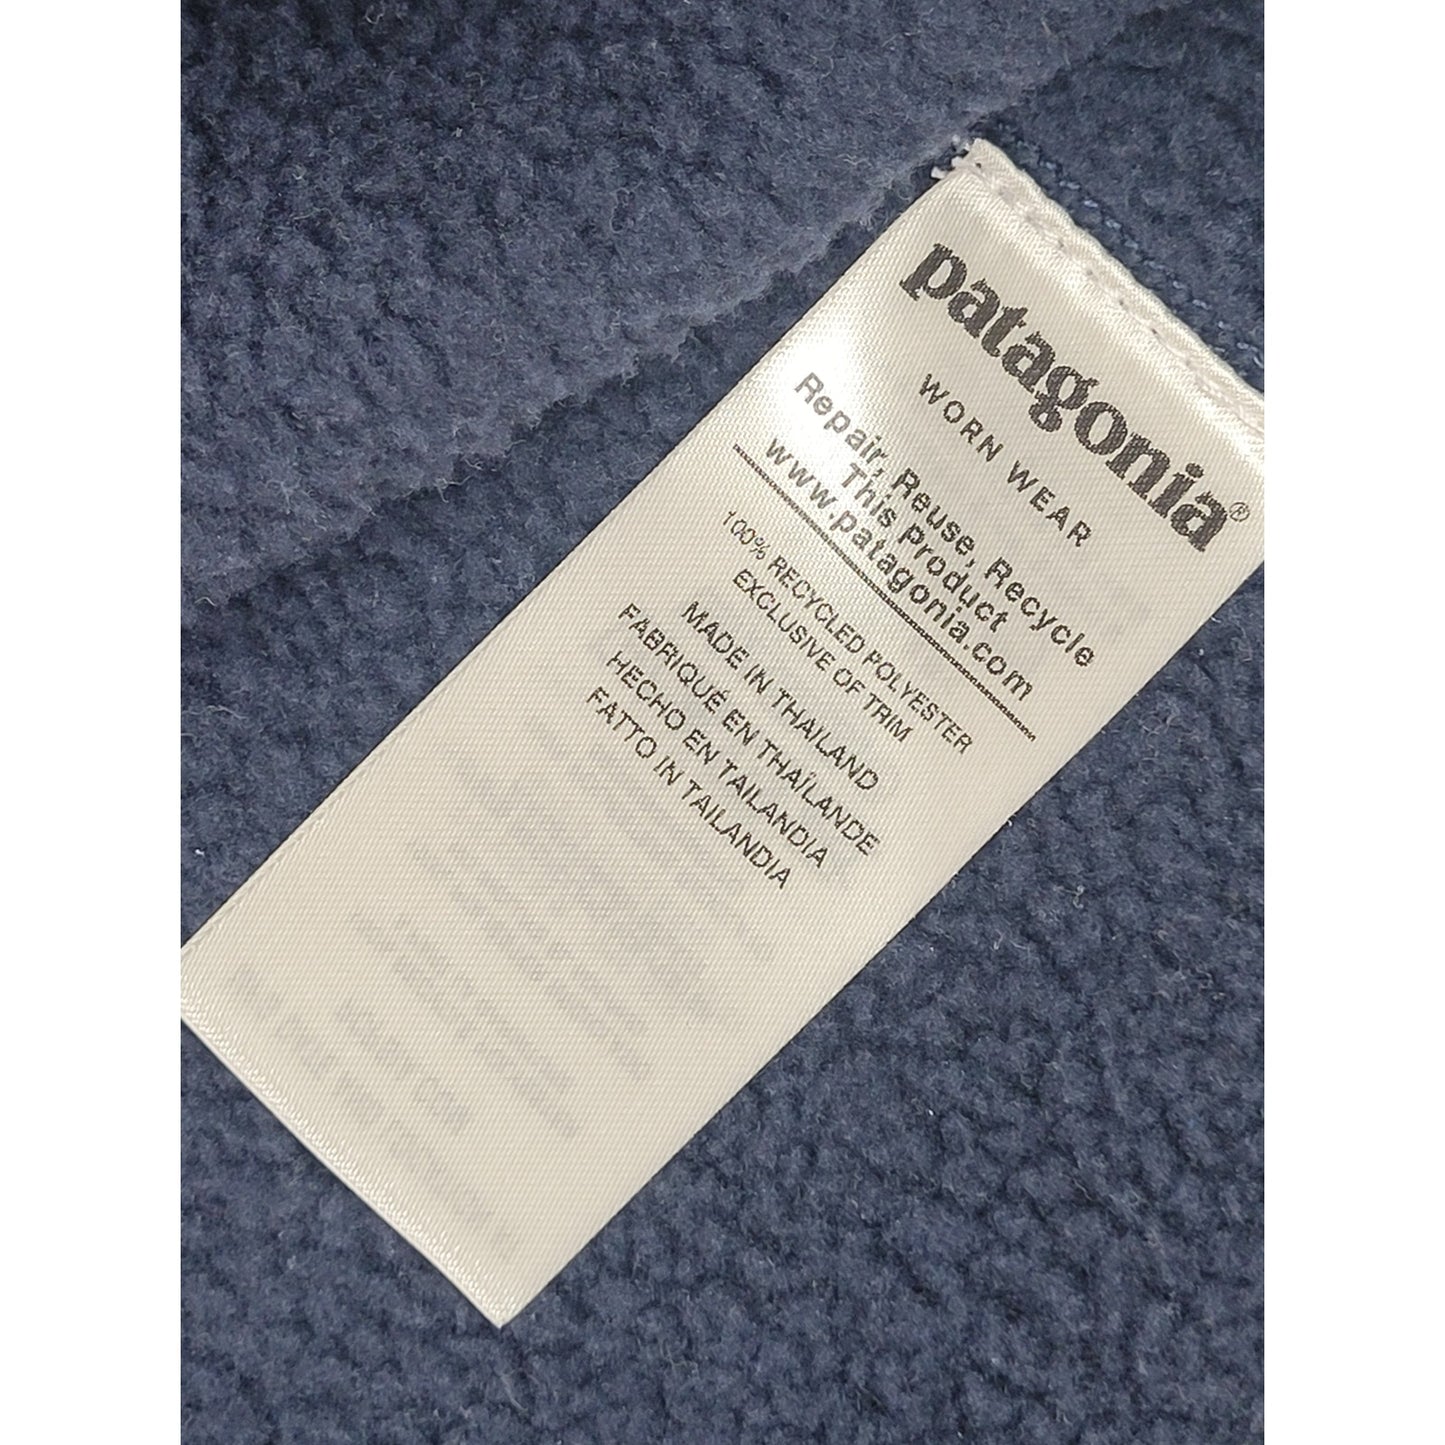 patagonia®
WORN WEAR
Repair, Reuse, Recycle
This Product
www.patagonia.com
100% RECYCLED POLYESTER
EXCLUSIVE OF TRIM
MADE IN THAILAND
FABRIQUÉ EN THAÏLANDE
HECHO EN TAILANDIA
FATTO IN TAILANDIA